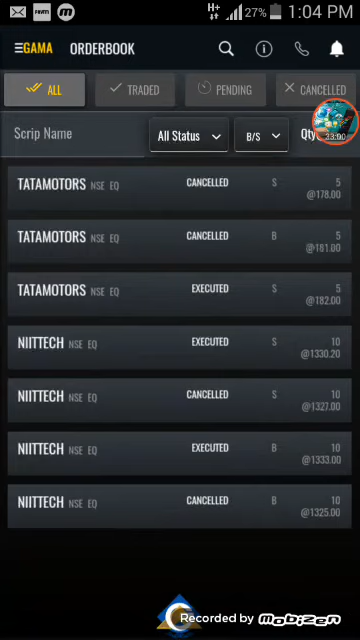 Paytm
H+
27% 1:04 PM
GAMA ORDERBOOK
ALL TRADED PENDING CANCELLED
Scrip Name All Status B/S Qty
33:00
TATAMOTORS NSE EQ CANCELLED S 5
@178.00
TATAMOTORS NSE EQ CANCELLED B 5
@181.00
TATAMOTORS NSE EQ EXECUTED S 5
@182.00
NIITTECH NSE EQ EXECUTED S 10
@1330.20
NIITTECH NSE EQ CANCELLED S 10
@1327.00
NIITTECH NSE EQ EXECUTED B 10
@1333.00
NIITTECH NSE EQ CANCELLED B 10
@1325.00
Recorded by Mobizen